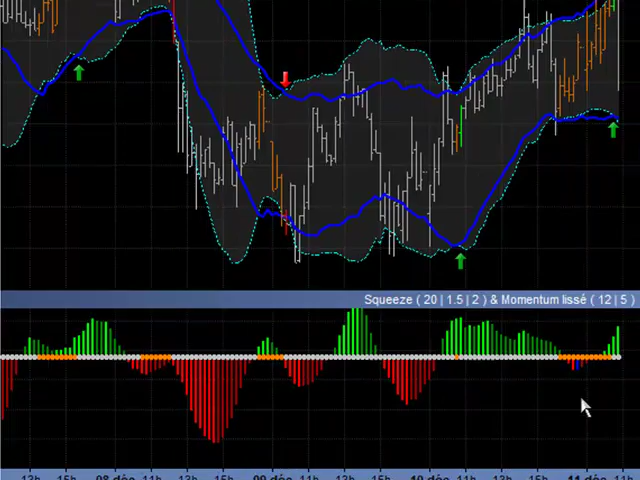 Squeeze ( 20 | 1.5 | 2 ) & Momentum lissé ( 12 | 5 )
13h 15h 08 déc. 11h 13h 15h 09 déc. 11h 13h 15h 10 déc. 11h 13h 15h 11 déc. 11h